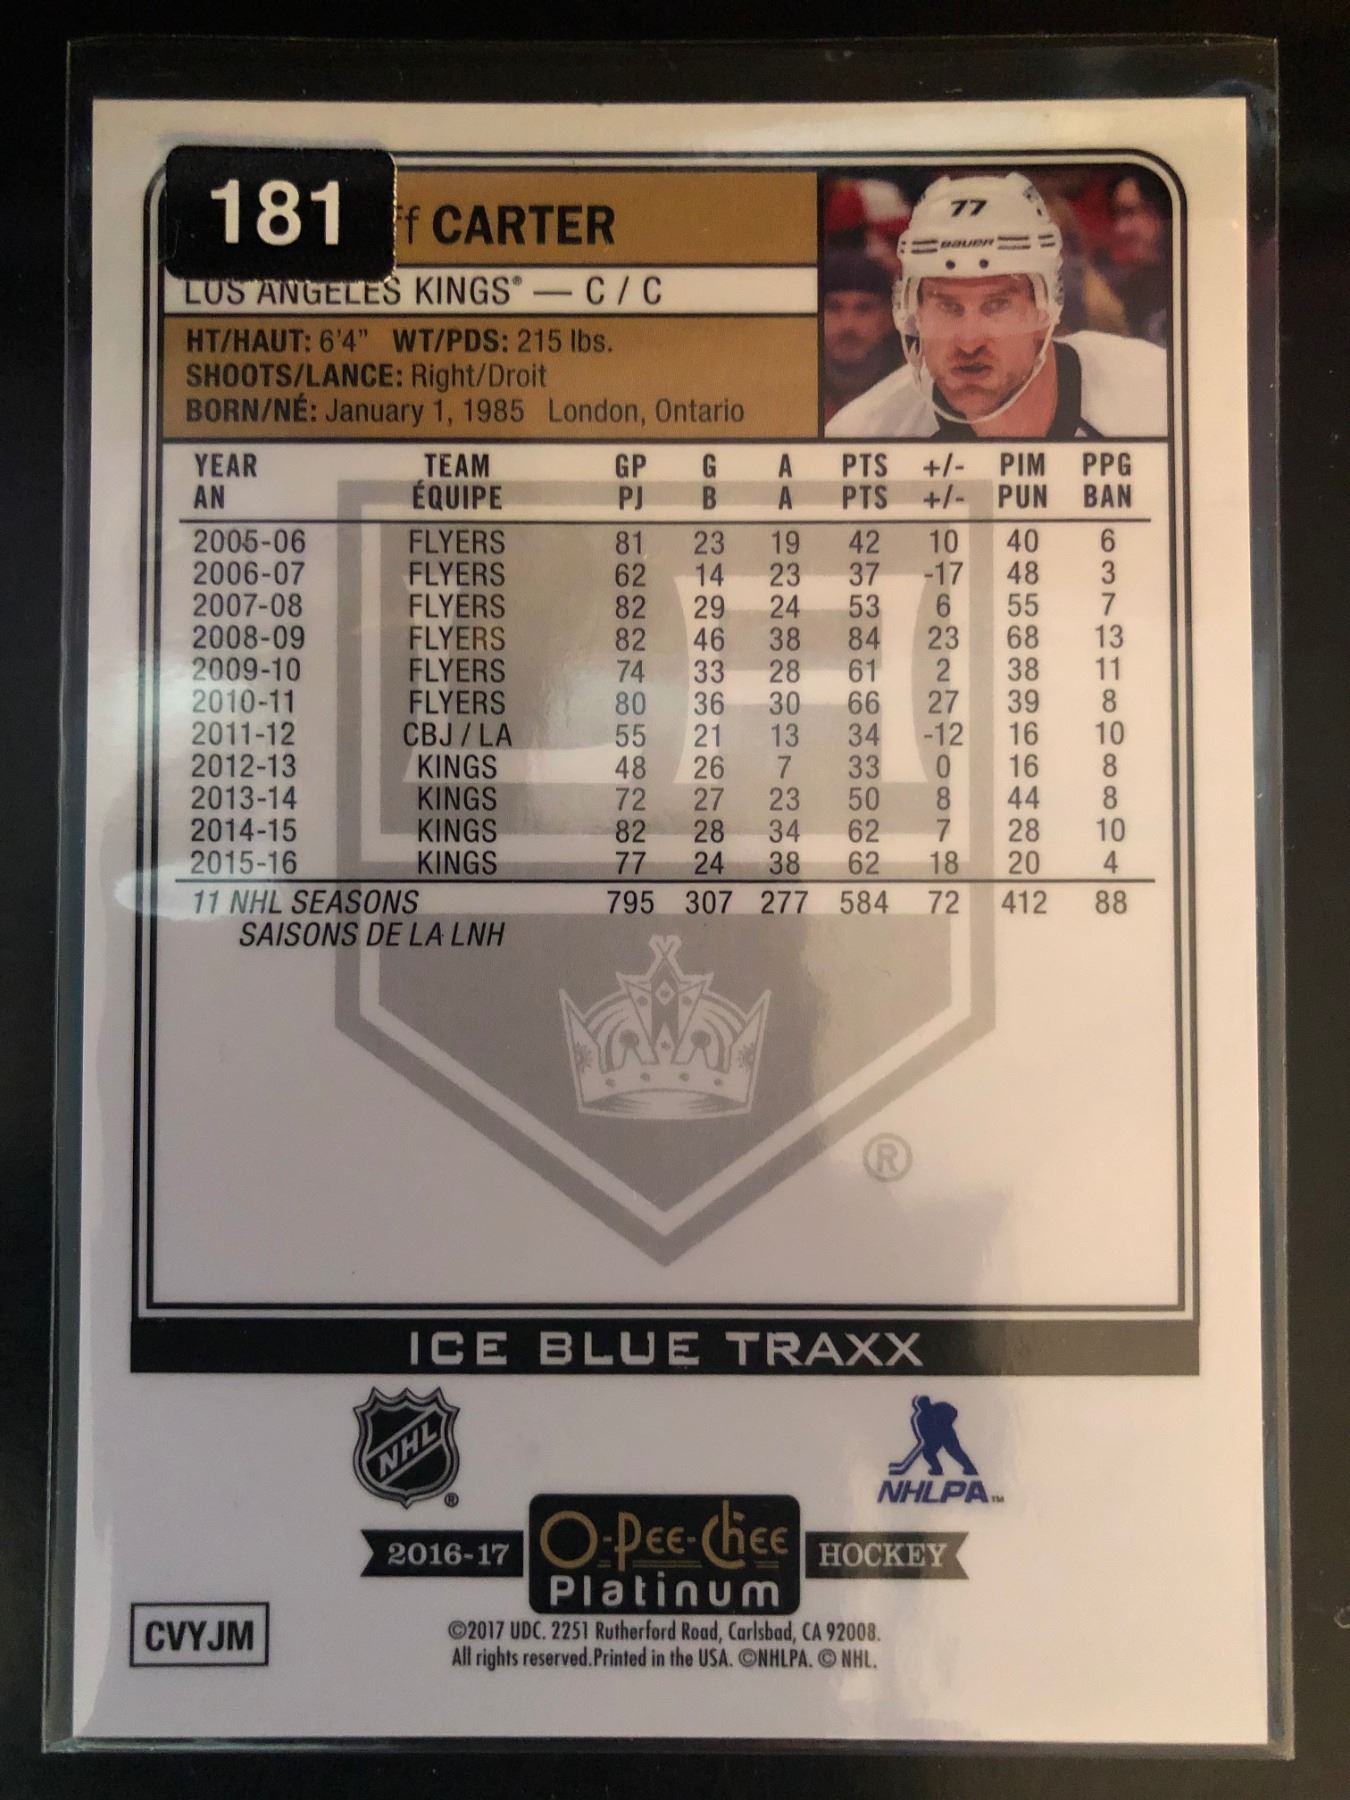 181
ff CARTER
LOS ANGELES KINGS® — C / C
HT/HAUT: 6'4" WT/PDS: 215 lbs.
SHOOTS/LANCE: Right/Droit
BORN/NÉ: January 1, 1985 London, Ontario
77
BAUER
YEAR TEAM GP G A PTS +/- PIM PPG
AN ÉQUIPE PJ B A PTS +/- PUN BAN
2005-06 FLYERS 81 23 19 42 10 40 6
2006-07 FLYERS 62 14 23 37 -17 48 3
2007-08 FLYERS 82 29 24 53 6 55 7
2008-09 FLYERS 82 46 38 84 23 68 13
2009-10 FLYERS 74 33 28 61 2 38 11
2010-11 FLYERS 80 36 30 66 27 39 8
2011-12 CBJ / LA 55 21 13 34 -12 16 10
2012-13 KINGS 48 26 7 33 0 16 8
2013-14 KINGS 72 27 23 50 8 44 8
2014-15 KINGS 82 28 34 62 7 28 10
2015-16 KINGS 77 24 38 62 18 20 4
11 NHL SEASONS 795 307 277 584 72 412 88
SAISONS DE LA LNH
LA
®
ICE BLUE TRAXX
NHL ®
NHLPA™
2016-17 O-PEE-CHEE HOCKEY
Platinum
CVYJM
©2017 UDC. 2251 Rutherford Road, Carlsbad, CA 92008.
All rights reserved.Printed in the USA. ©NHLPA. © NHL.